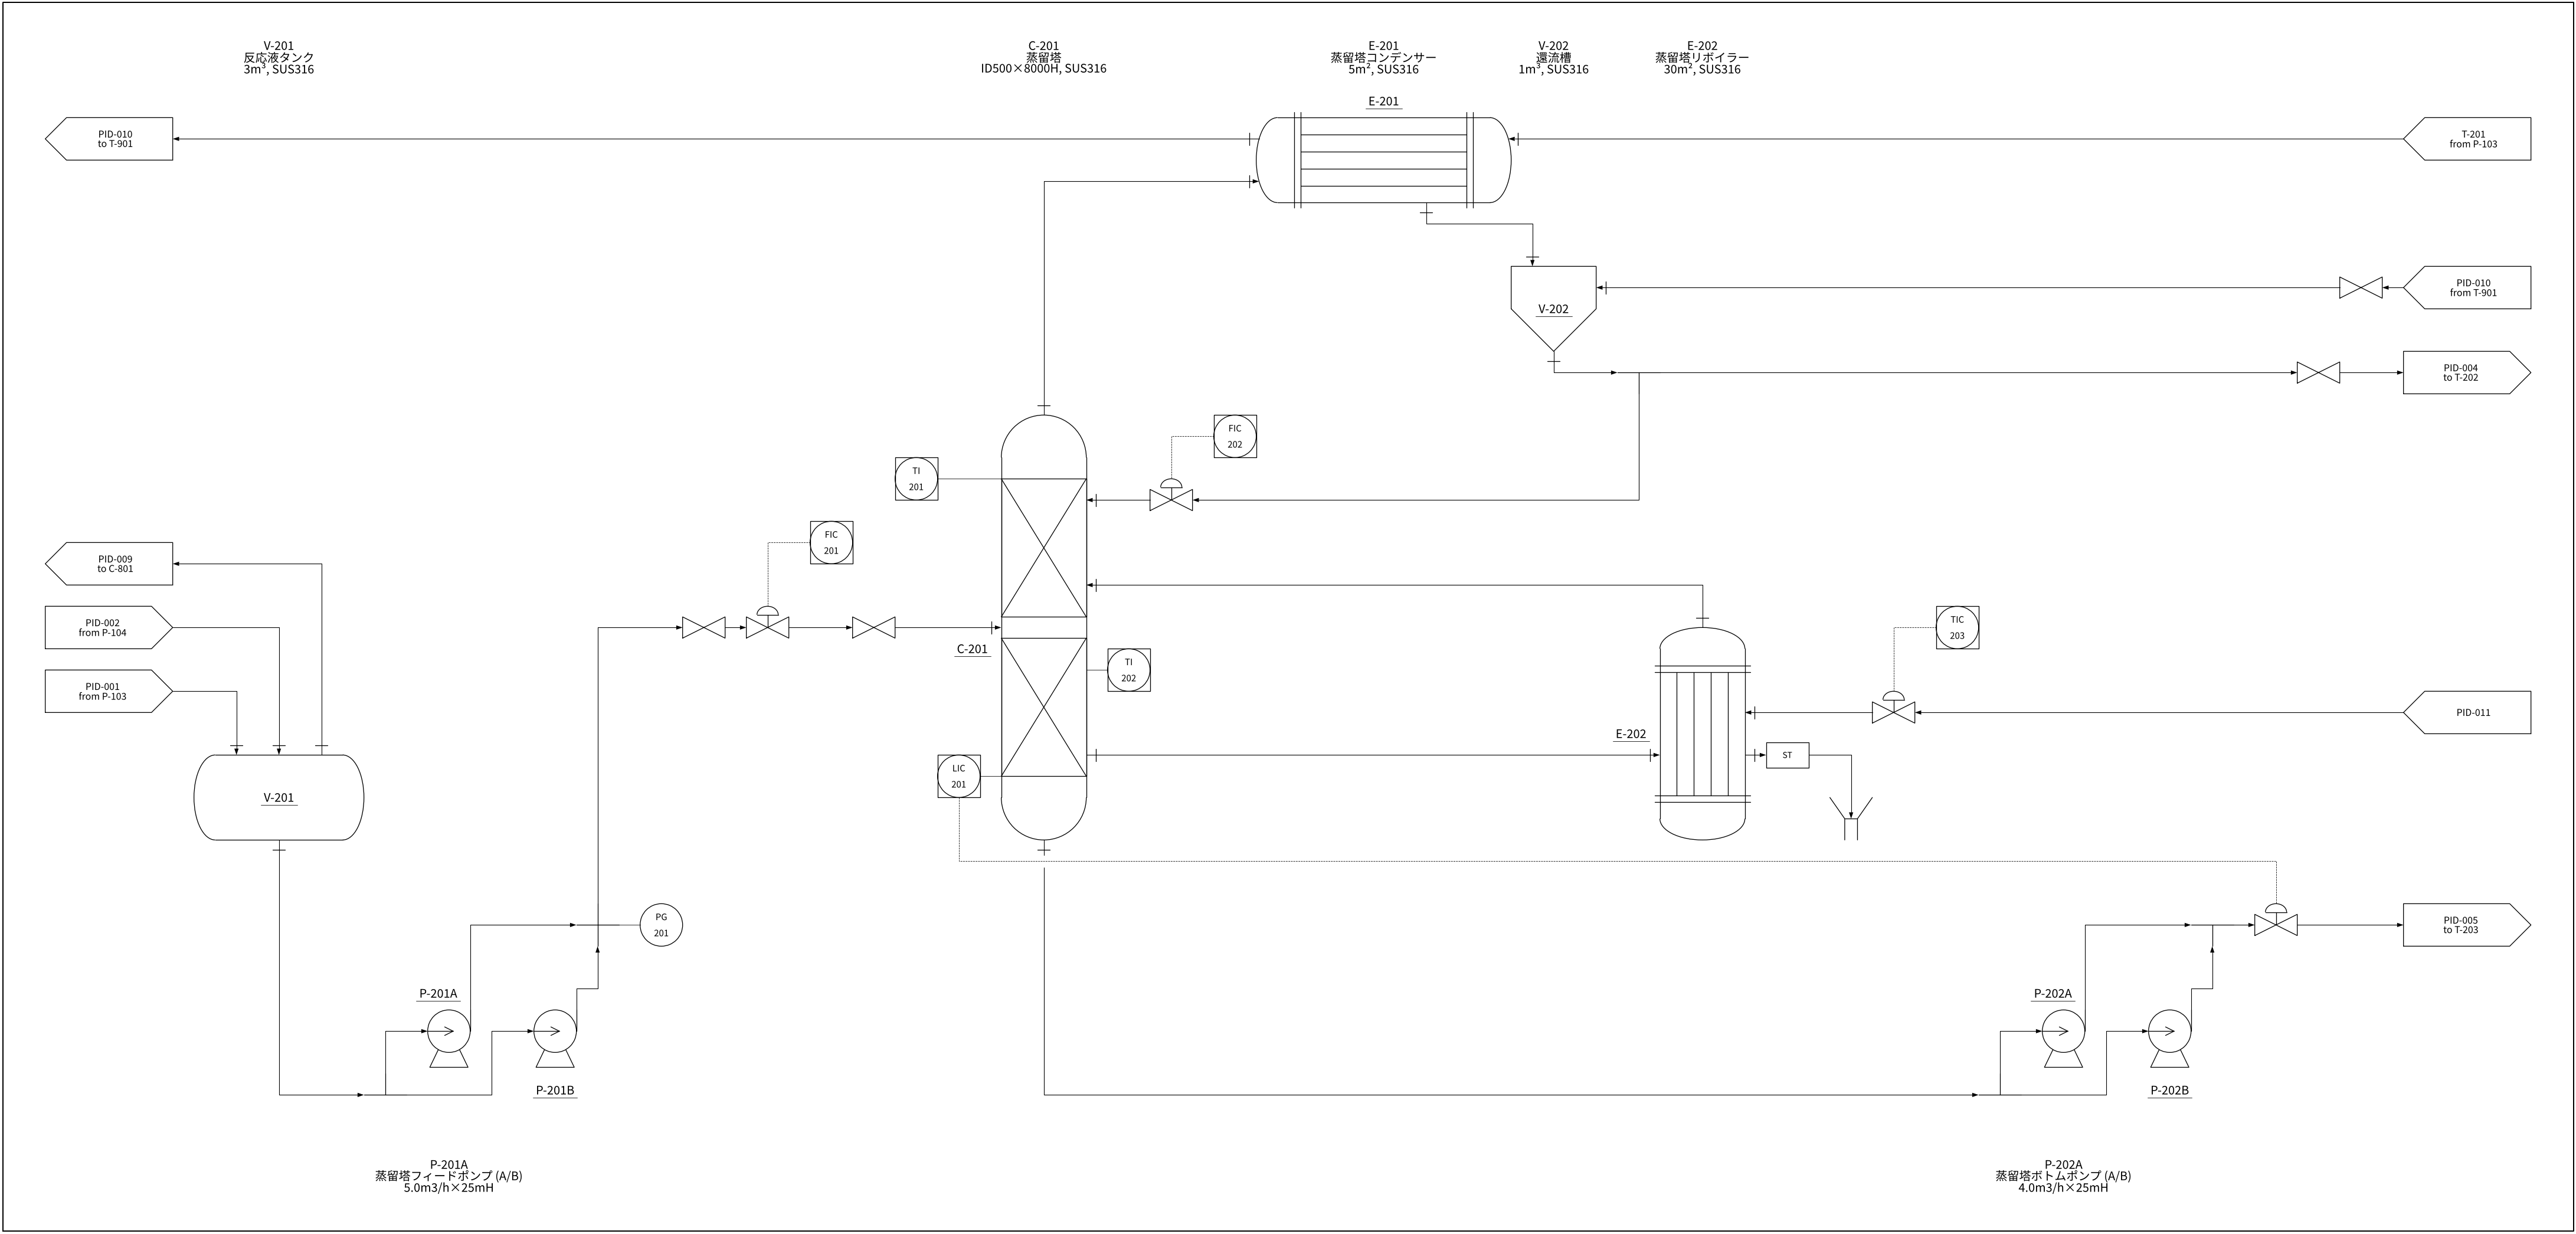 V-201
反応液タンク
3m³, SUS316
C-201
蒸留塔
ID500×8000H, SUS316
E-201
蒸留塔コンデンサー
5m², SUS316
V-202
還流槽
1m³, SUS316
E-202
蒸留塔リボイラー
30m², SUS316
E-201
PID-010
to T-901
T-201
from P-103
PID-010
from T-901
V-202
PID-004
to T-202
FIC
202
TI
201
FIC
201
PID-009
to C-801
PID-002
from P-104
TIC
203
C-201
TI
202
PID-001
from P-103
PID-011
E-202
ST
LIC
201
V-201
PG
201
PID-005
to T-203
P-201A
P-202A
P-201B
P-202B
P-201A
蒸留塔フィードポンプ (A/B)
5.0m3/h×25mH
P-202A
蒸留塔ボトムポンプ (A/B)
4.0m3/h×25mH